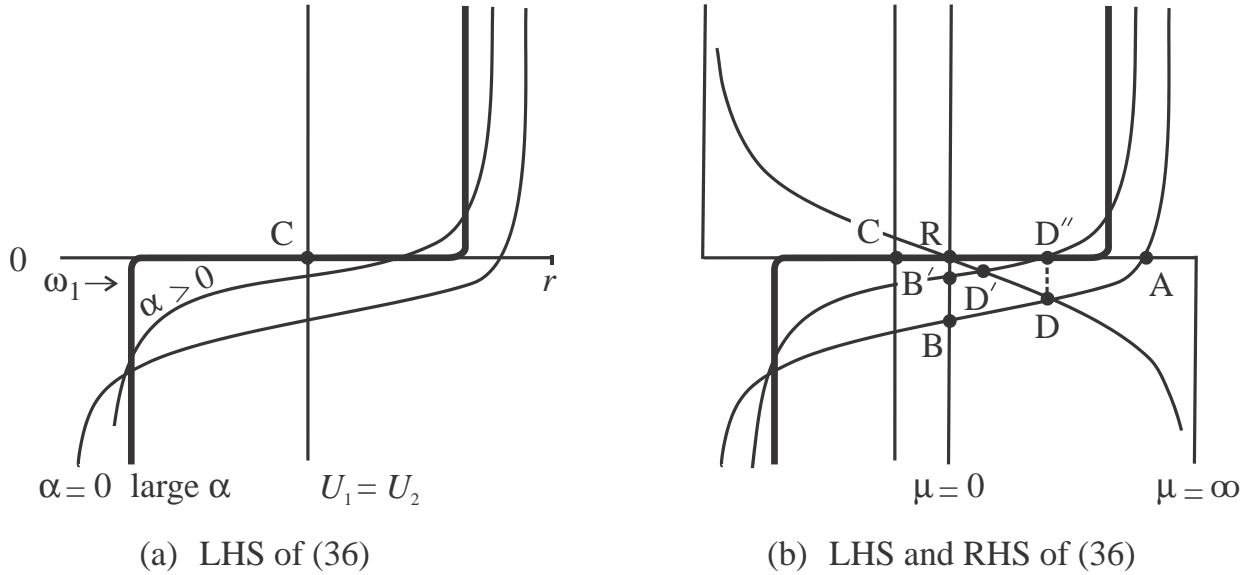 C
0
ω₁→
α > 0
r
α = 0 large α
U₁ = U₂
(a) LHS of (36)
C R D″
B′ D′ A
B D
μ = 0
μ = ∞
(b) LHS and RHS of (36)